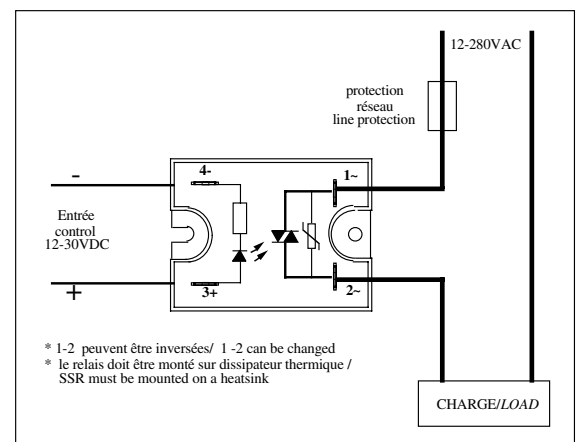 12-280VAC
protection
réseau
line protection
-
4-
1~
Entrée
control
12-30VDC
+
3+
2~
* 1-2 peuvent être inversées/ 1 -2 can be changed
* le relais doit être monté sur dissipateur thermique /
SSR must be mounted on a heatsink
CHARGE/LOAD